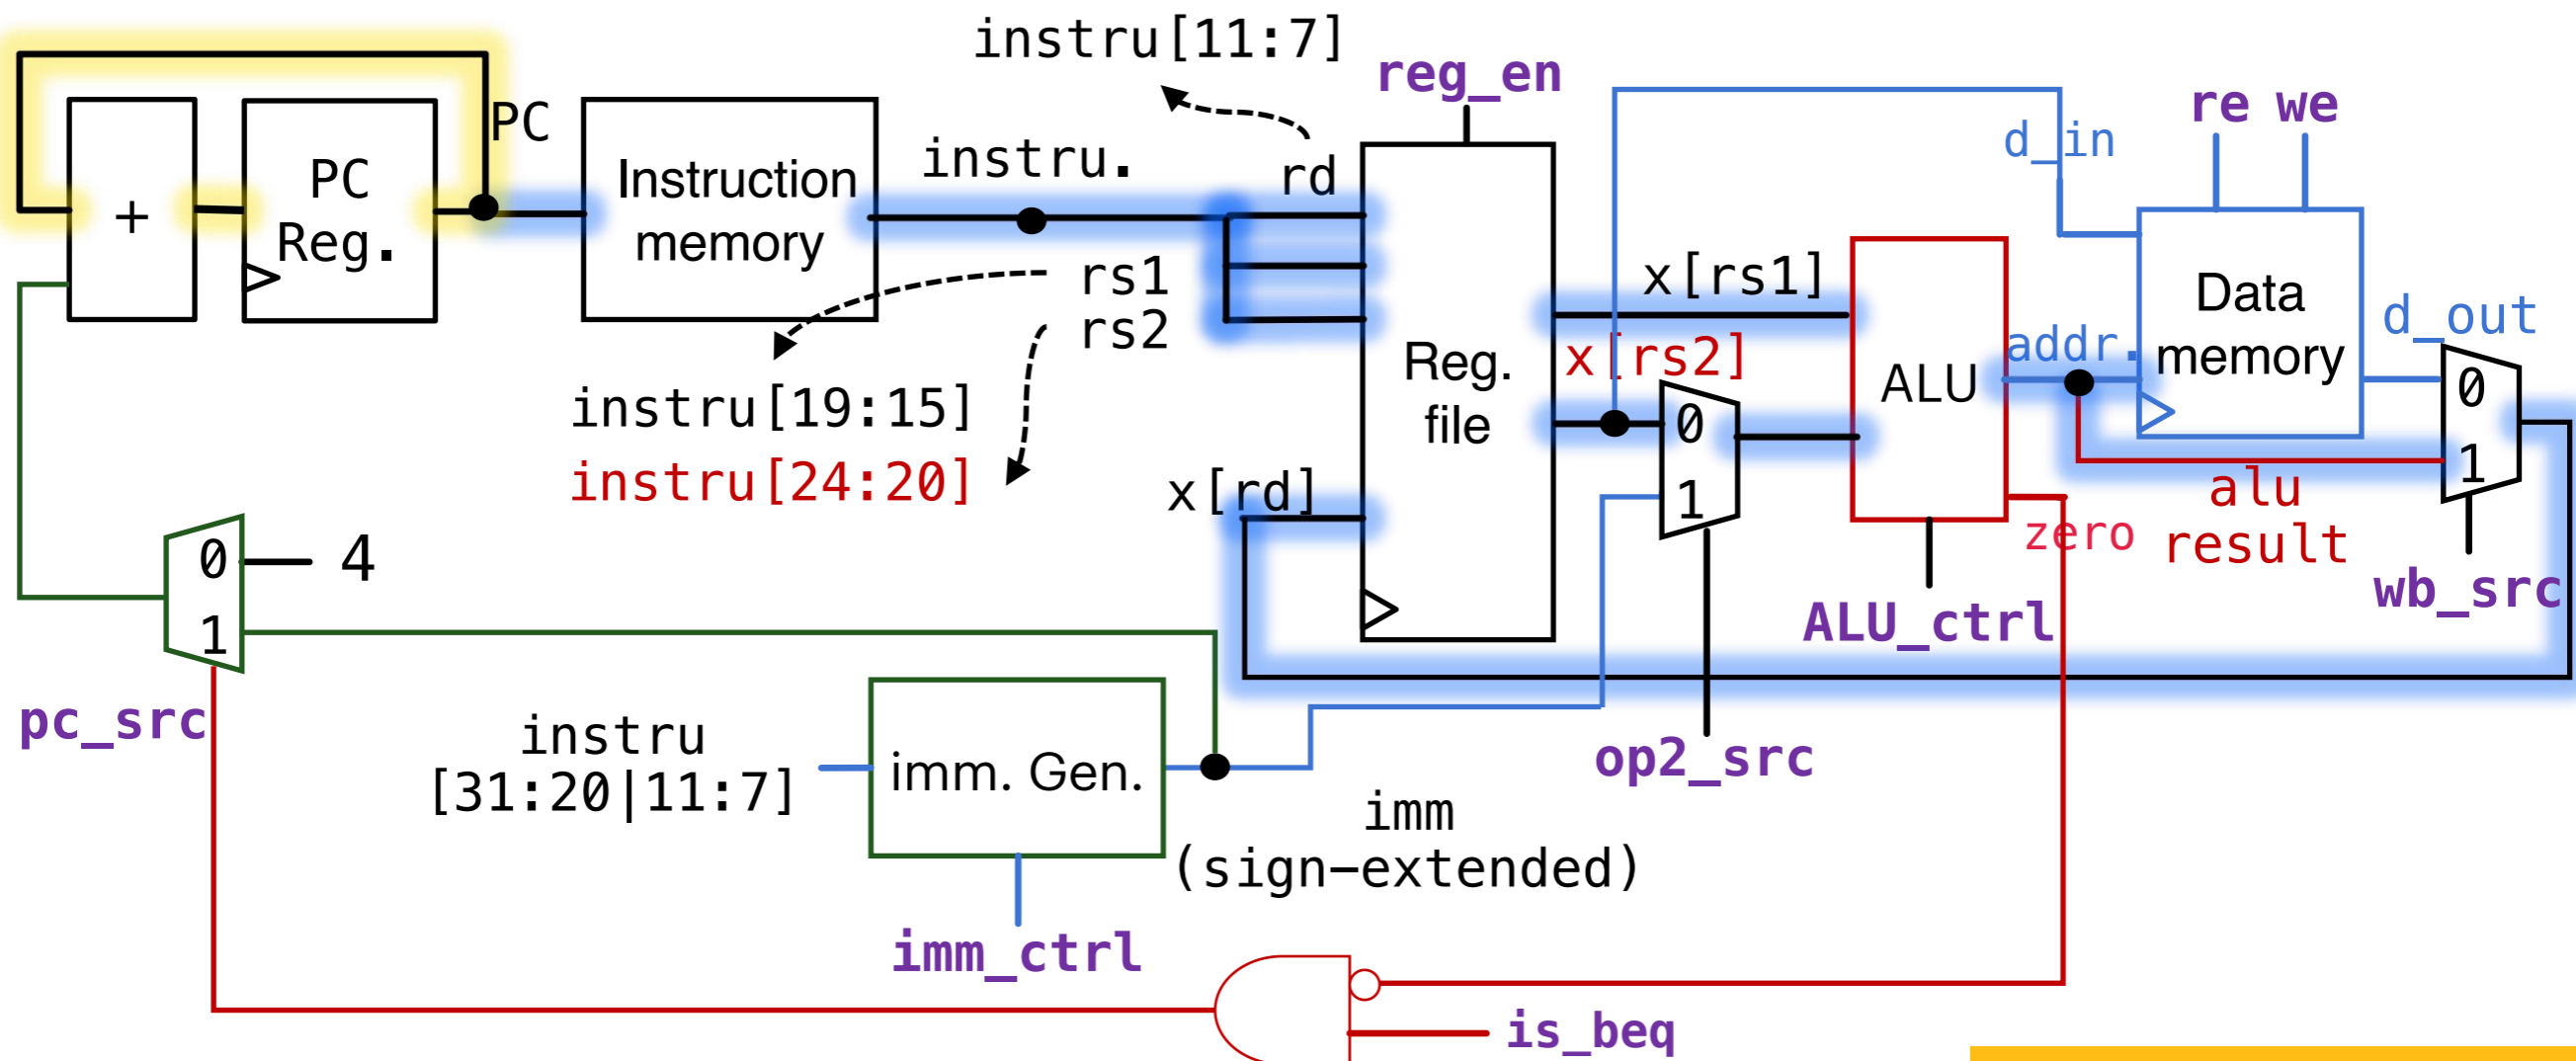 instru[11:7]
reg_en
re we
PC
d_in
instru.
rd
+
PC
Reg.
Instruction
memory
rs1
rs2
x[rs1]
x[rs2]
Reg.
file
ALU
addr.
Data
memory
d_out
0
1
0
1
instru[19:15]
instru[24:20]
x[rd]
zero
alu
result
wb_src
ALU_ctrl
0
1
4
pc_src
instru
[31:20|11:7]
imm. Gen.
op2_src
imm
(sign-extended)
imm_ctrl
is_beq